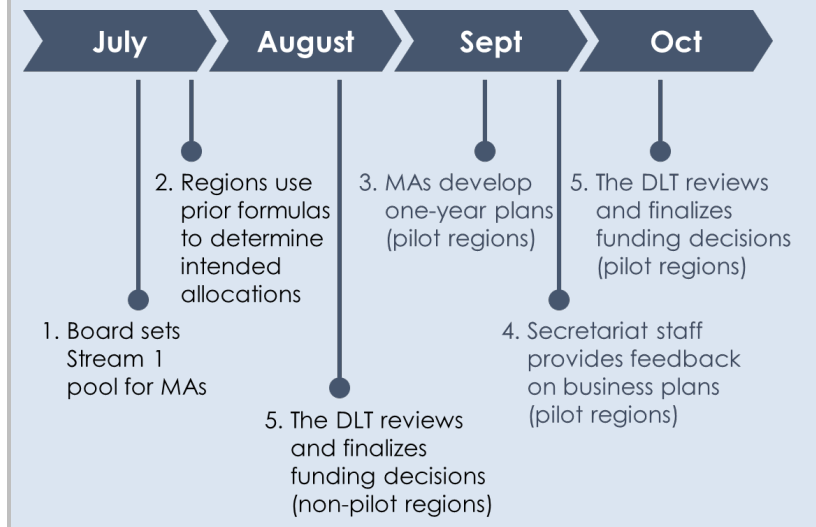 July
August
Sept
Oct
1. Board sets
Stream 1
pool for MAs
2. Regions use
prior formulas
to determine
intended
allocations
5. The DLT reviews
and finalizes
funding decisions
(non-pilot regions)
3. MAs develop
one-year plans
(pilot regions)
4. Secretariat staff
provides feedback
on business plans
(pilot regions)
5. The DLT reviews
and finalizes
funding decisions
(pilot regions)